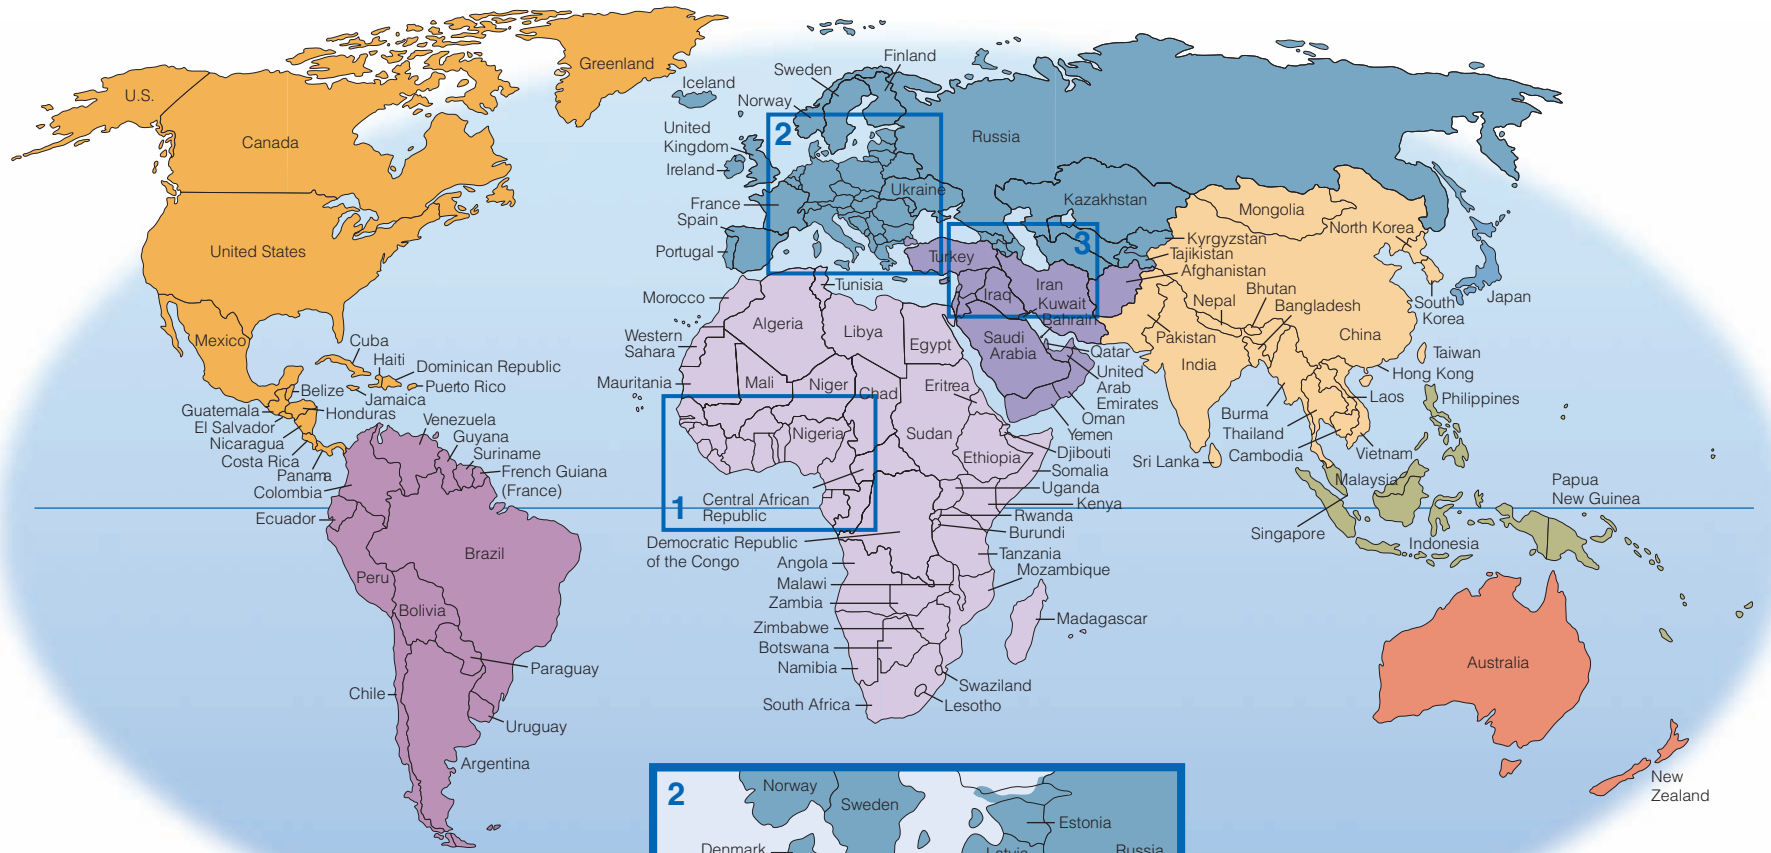 Greenland
U.S.
Canada
United States
Mexico
Cuba
Haiti
Dominican Republic
Puerto Rico
Jamaica
Belize
Guatemala
Honduras
El Salvador
Nicaragua
Costa Rica
Panama
Venezuela
Guyana
Suriname
French Guiana
(France)
Colombia
Ecuador
Brazil
Peru
Bolivia
Paraguay
Chile
Uruguay
Argentina
Iceland
Sweden
Finland
Norway
United
Kingdom
Ireland
2
Russia
Ukraine
France
Spain
Portugal
Kazakhstan
Mongolia
North Korea
Kyrgyzstan
Tajikistan
Afghanistan
3
Turkey
Iran
Iraq
Kuwait
Bahrain
Nepal
Bhutan
Bangladesh
South
Korea
Japan
China
Pakistan
India
Taiwan
Hong Kong
Laos
Philippines
Burma
Thailand
Cambodia
Vietnam
Sri Lanka
Malaysia
Singapore
Indonesia
Papua
New Guinea
Saudi
Arabia
Qatar
United
Arab
Emirates
Oman
Yemen
Morocco
Tunisia
Algeria
Libya
Egypt
Western
Sahara
Mauritania
Mali
Niger
Chad
Eritrea
Nigeria
Sudan
Ethiopia
Djibouti
Somalia
Uganda
Kenya
Rwanda
Burundi
1
Central African
Republic
Democratic Republic
of the Congo
Angola
Tanzania
Mozambique
Malawi
Zambia
Zimbabwe
Botswana
Namibia
Madagascar
Swaziland
South Africa
Lesotho
Australia
New
Zealand
2
Norway
Sweden
Estonia
Denmark
Latvia
Russia